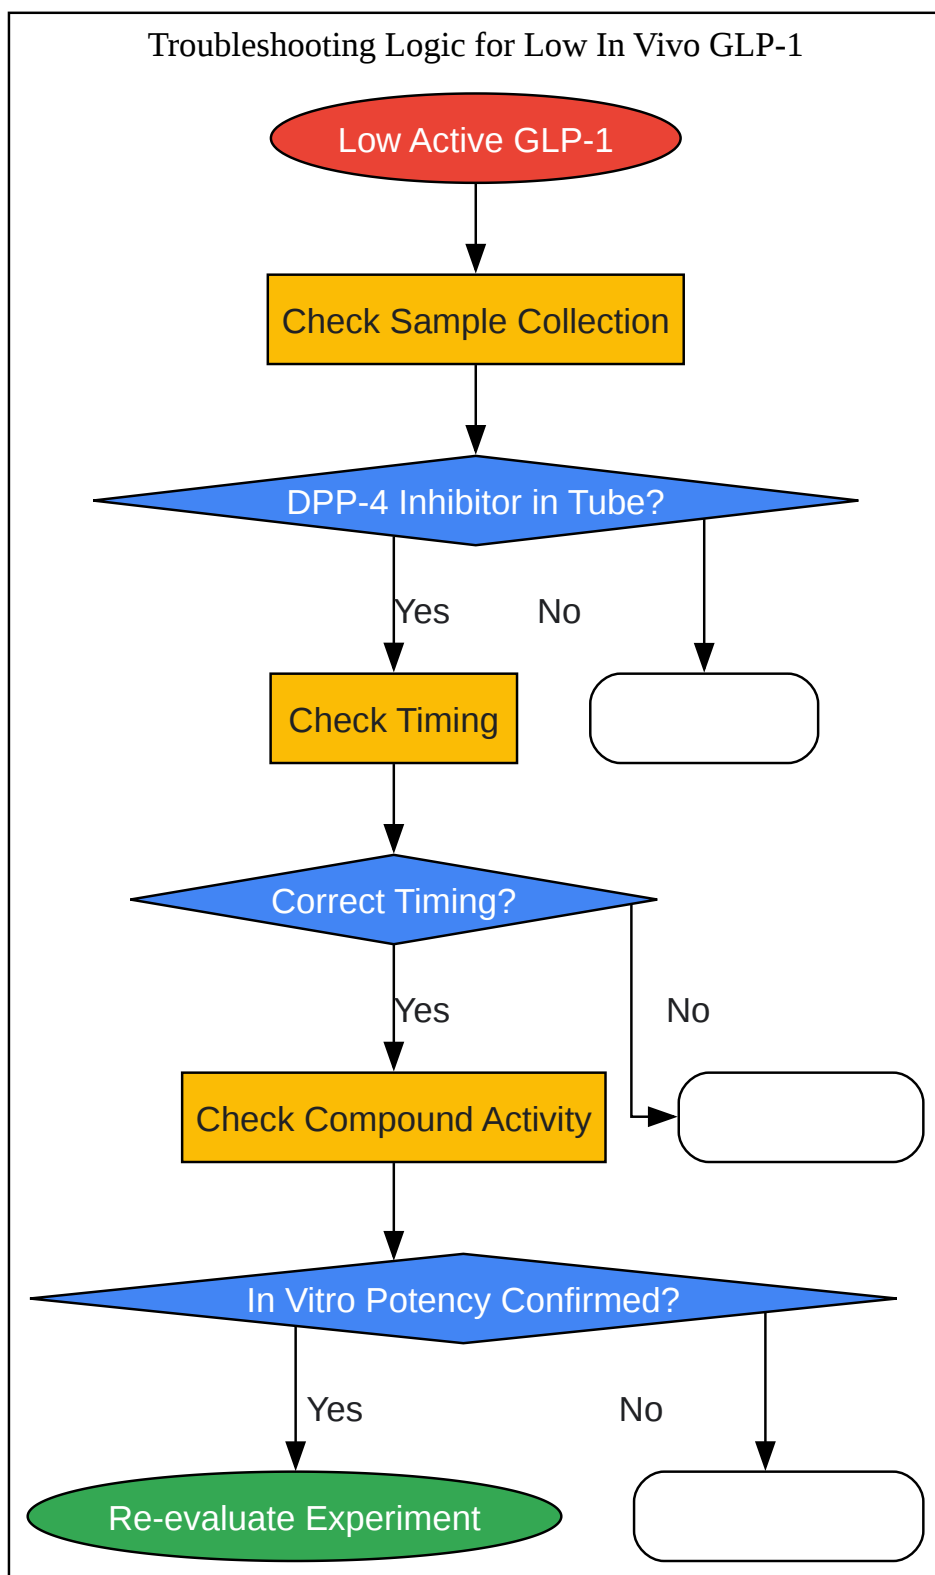 Troubleshooting Logic for Low In Vivo GLP-1
Low Active GLP-1
Check Sample Collection
DPP-4 Inhibitor in Tube?
Yes
No
Check Timing
Correct Timing?
Yes
No
Check Compound Activity
In Vitro Potency Confirmed?
Yes
No
Re-evaluate Experiment